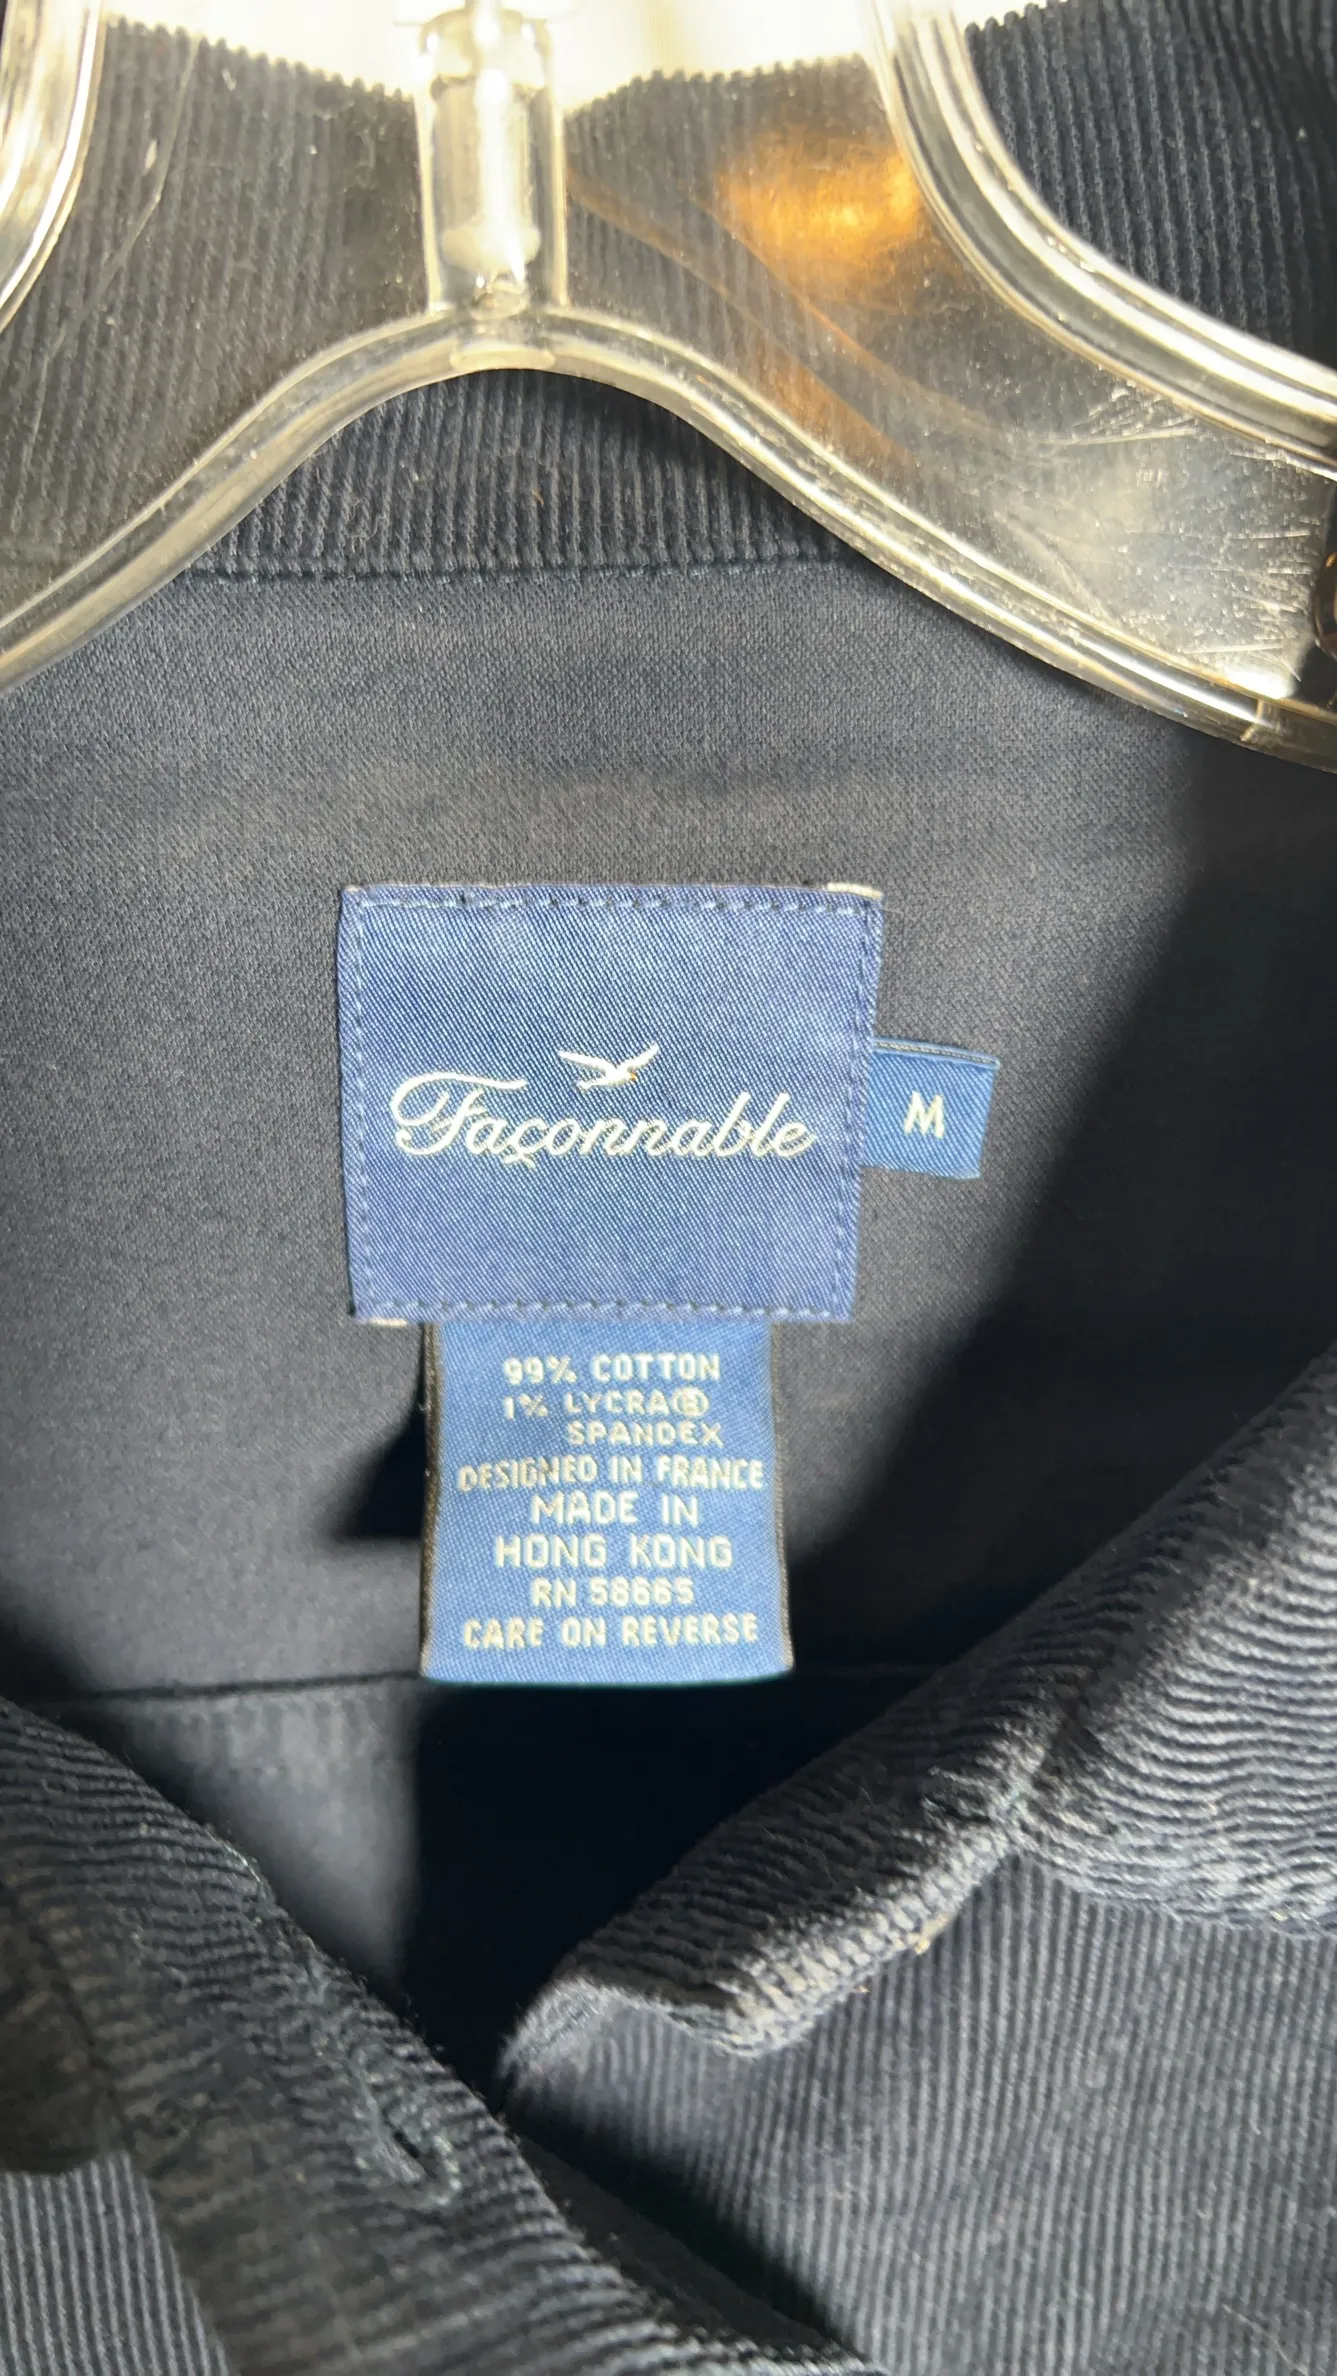 Façonnable
M
99% COTTON
1% LYCRA®
SPANDEX
DESIGNED IN FRANCE
MADE IN
HONG KONG
RN 58665
CARE ON REVERSE